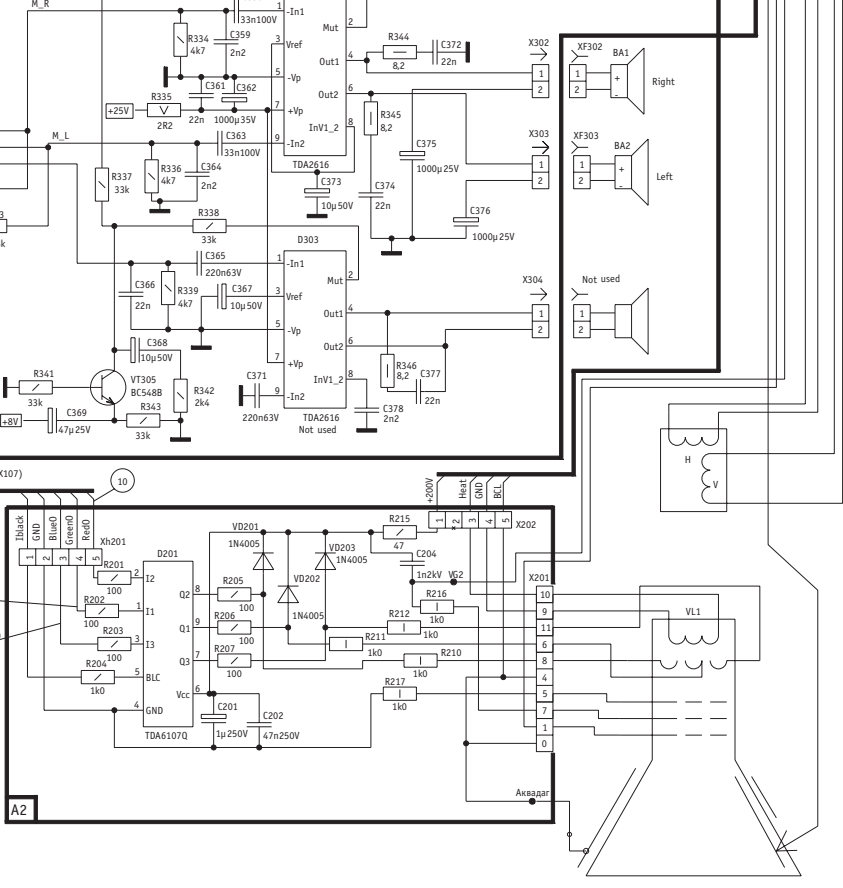 M_R
33n100V
1
-In1
Mut
2
R334
4k7
C359
2n2
3
Vref
R344
8,2
C372
22n
X302
XF302
BA1
Out1
4
5
-Vp
C361
C362
1
2
1
2
+
-
Right
R335
+25V
2R2
22n
1000µ35V
Out2
6
7
+Vp
R345
8,2
InV1_2
8
M_L
C363
33n100V
9
-In2
TDA2616
C375
1000µ25V
X303
XF303
BA2
R337
33k
R336
4k7
C364
2n2
C373
10µ50V
C374
22n
1
2
1
2
+
-
Left
3
k
R338
33k
C376
1000µ25V
D303
C365
220n63V
1
-In1
Mut
2
C366
22n
R339
4k7
C367
10µ50V
3
Vref
X304
Not used
Out1
4
1
2
1
2
5
-Vp
Out2
6
C368
10µ50V
7
+Vp
R346
8,2
C377
22n
R341
33k
VT305
BC548B
R342
2k4
C371
220n63V
InV1_2
8
9
-In2
+8V
C369
47µ25V
R343
33k
TDA2616
Not used
C378
2n2
H
V
X107)
10
+200V
Heat
GND
BCL
Iblack
GND
BlueO
GreenO
RedO
Xh201
1
2
3
4
5
1
*2
3
4
5
X202
VD201
1N4005
R215
47
D201
VD203
1N4005
C204
1n2kV
VG2
R201
100
2
I2
VD202
1N4005
X201
Q2
8
R205
100
R216
1k0
10
R202
100
1
I1
9
VL1
Q1
9
R206
100
R212
1k0
11
R203
100
3
I3
R211
1k0
6
Q3
7
R207
100
R210
1k0
8
R204
1k0
5
BLC
4
Vcc
6
R217
1k0
5
4
GND
C201
1µ250V
C202
47n250V
7
1
0
TDA6107Q
Аквадаг
A2